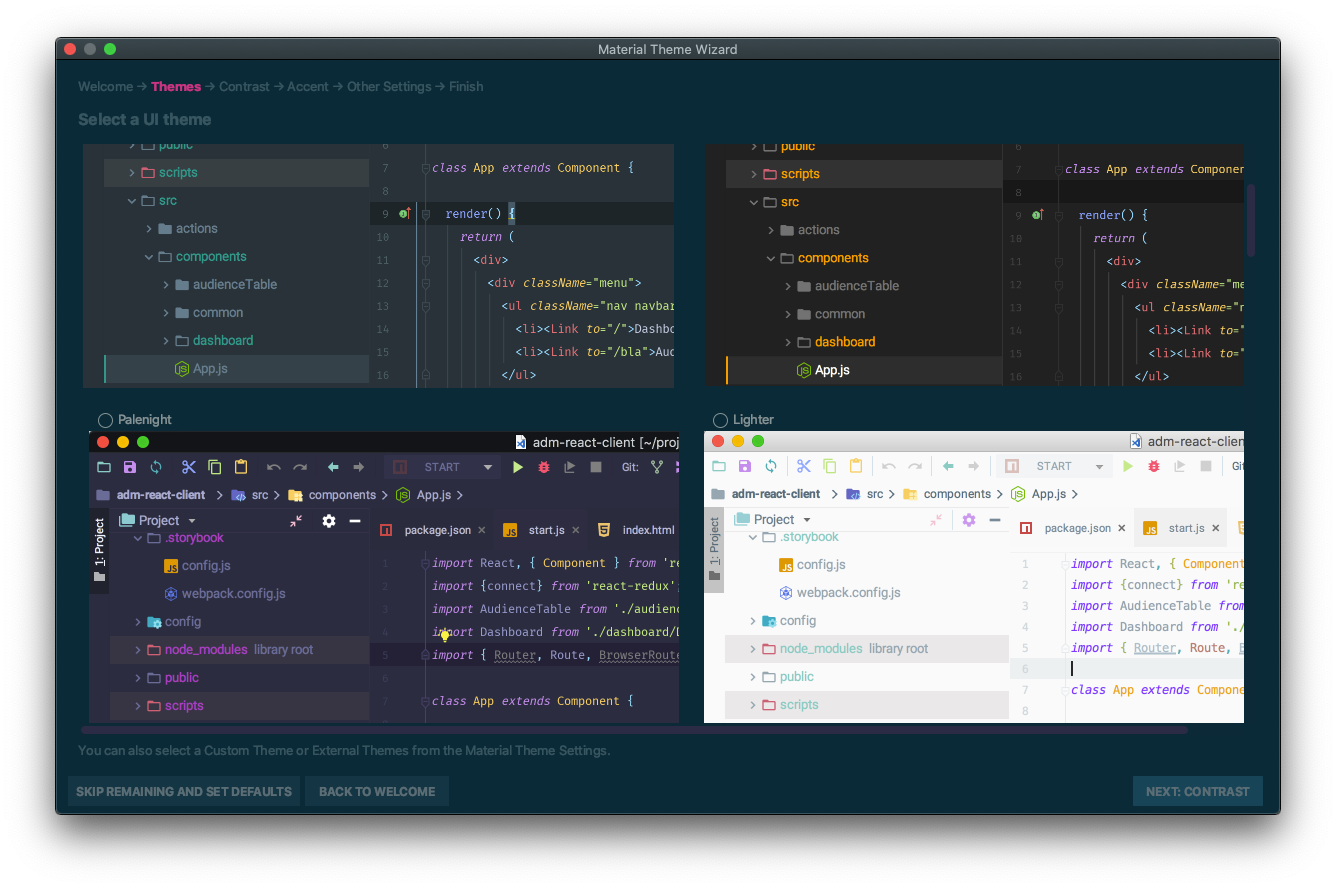 Material Theme Wizard
Welcome → Themes → Contrast → Accent → Other Settings → Finish
Select a UI theme
public
scripts
src
actions
components
audienceTable
common
dashboard
App.js
6
7 class App extends Component {
8
9 render() {
10 return (
11 <div>
12 <div className="menu">
13 <ul className="nav navbar
14 <li><Link to="/">Dashbo
15 <li><Link to="/bla">Aud
16 </ul>
public
scripts
src
actions
components
audienceTable
common
dashboard
App.js
6
7 class App extends Componen
8
9 render() {
10 return (
11 <div>
12 <div className="me
13 <ul className="n
14 <li><Link to="
15 <li><Link to="
16 </ul>
Palenight
adm-react-client [~/proj
START
Git:
adm-react-client > src > components > App.js >
1: Project
Project
.storybook
config.js
webpack.config.js
config
node_modules library root
public
scripts
package.json × start.js × index.html
1 import React, { Component } from 're
2 import {connect} from 'react-redux';
3 import AudienceTable from './audienc
4 import Dashboard from './dashboard/D
5 import { Router, Route, BrowserRoute
6
7 class App extends Component {
Lighter
adm-react-client
START
Git
adm-react-client > src > components > App.js >
1: Project
Project
.storybook
config.js
webpack.config.js
config
node_modules library root
public
scripts
package.json × start.js ×
1 import React, { Component
2 import {connect} from 're
3 import AudienceTable from
4 import Dashboard from './
5 import { Router, Route, B
6
7 class App extends Compone
8
You can also select a Custom Theme or External Themes from the Material Theme Settings.
SKIP REMAINING AND SET DEFAULTS
BACK TO WELCOME
NEXT: CONTRAST